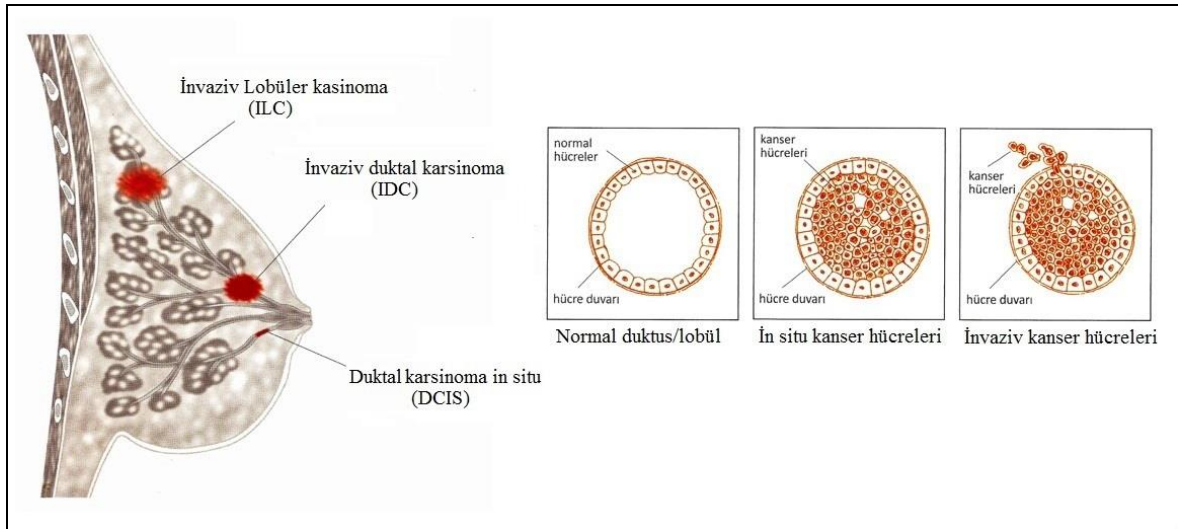 İnvaziv Lobüler kasinoma
(ILC)
İnvaziv duktal karsinoma
(IDC)
Duktal karsinoma in situ
(DCIS)
normal
hücreler
hücre duvarı
Normal duktus/lobül
kanser
hücreleri
hücre duvarı
İn situ kanser hücreleri
kanser
hücreleri
hücre duvarı
İnvaziv kanser hücreleri